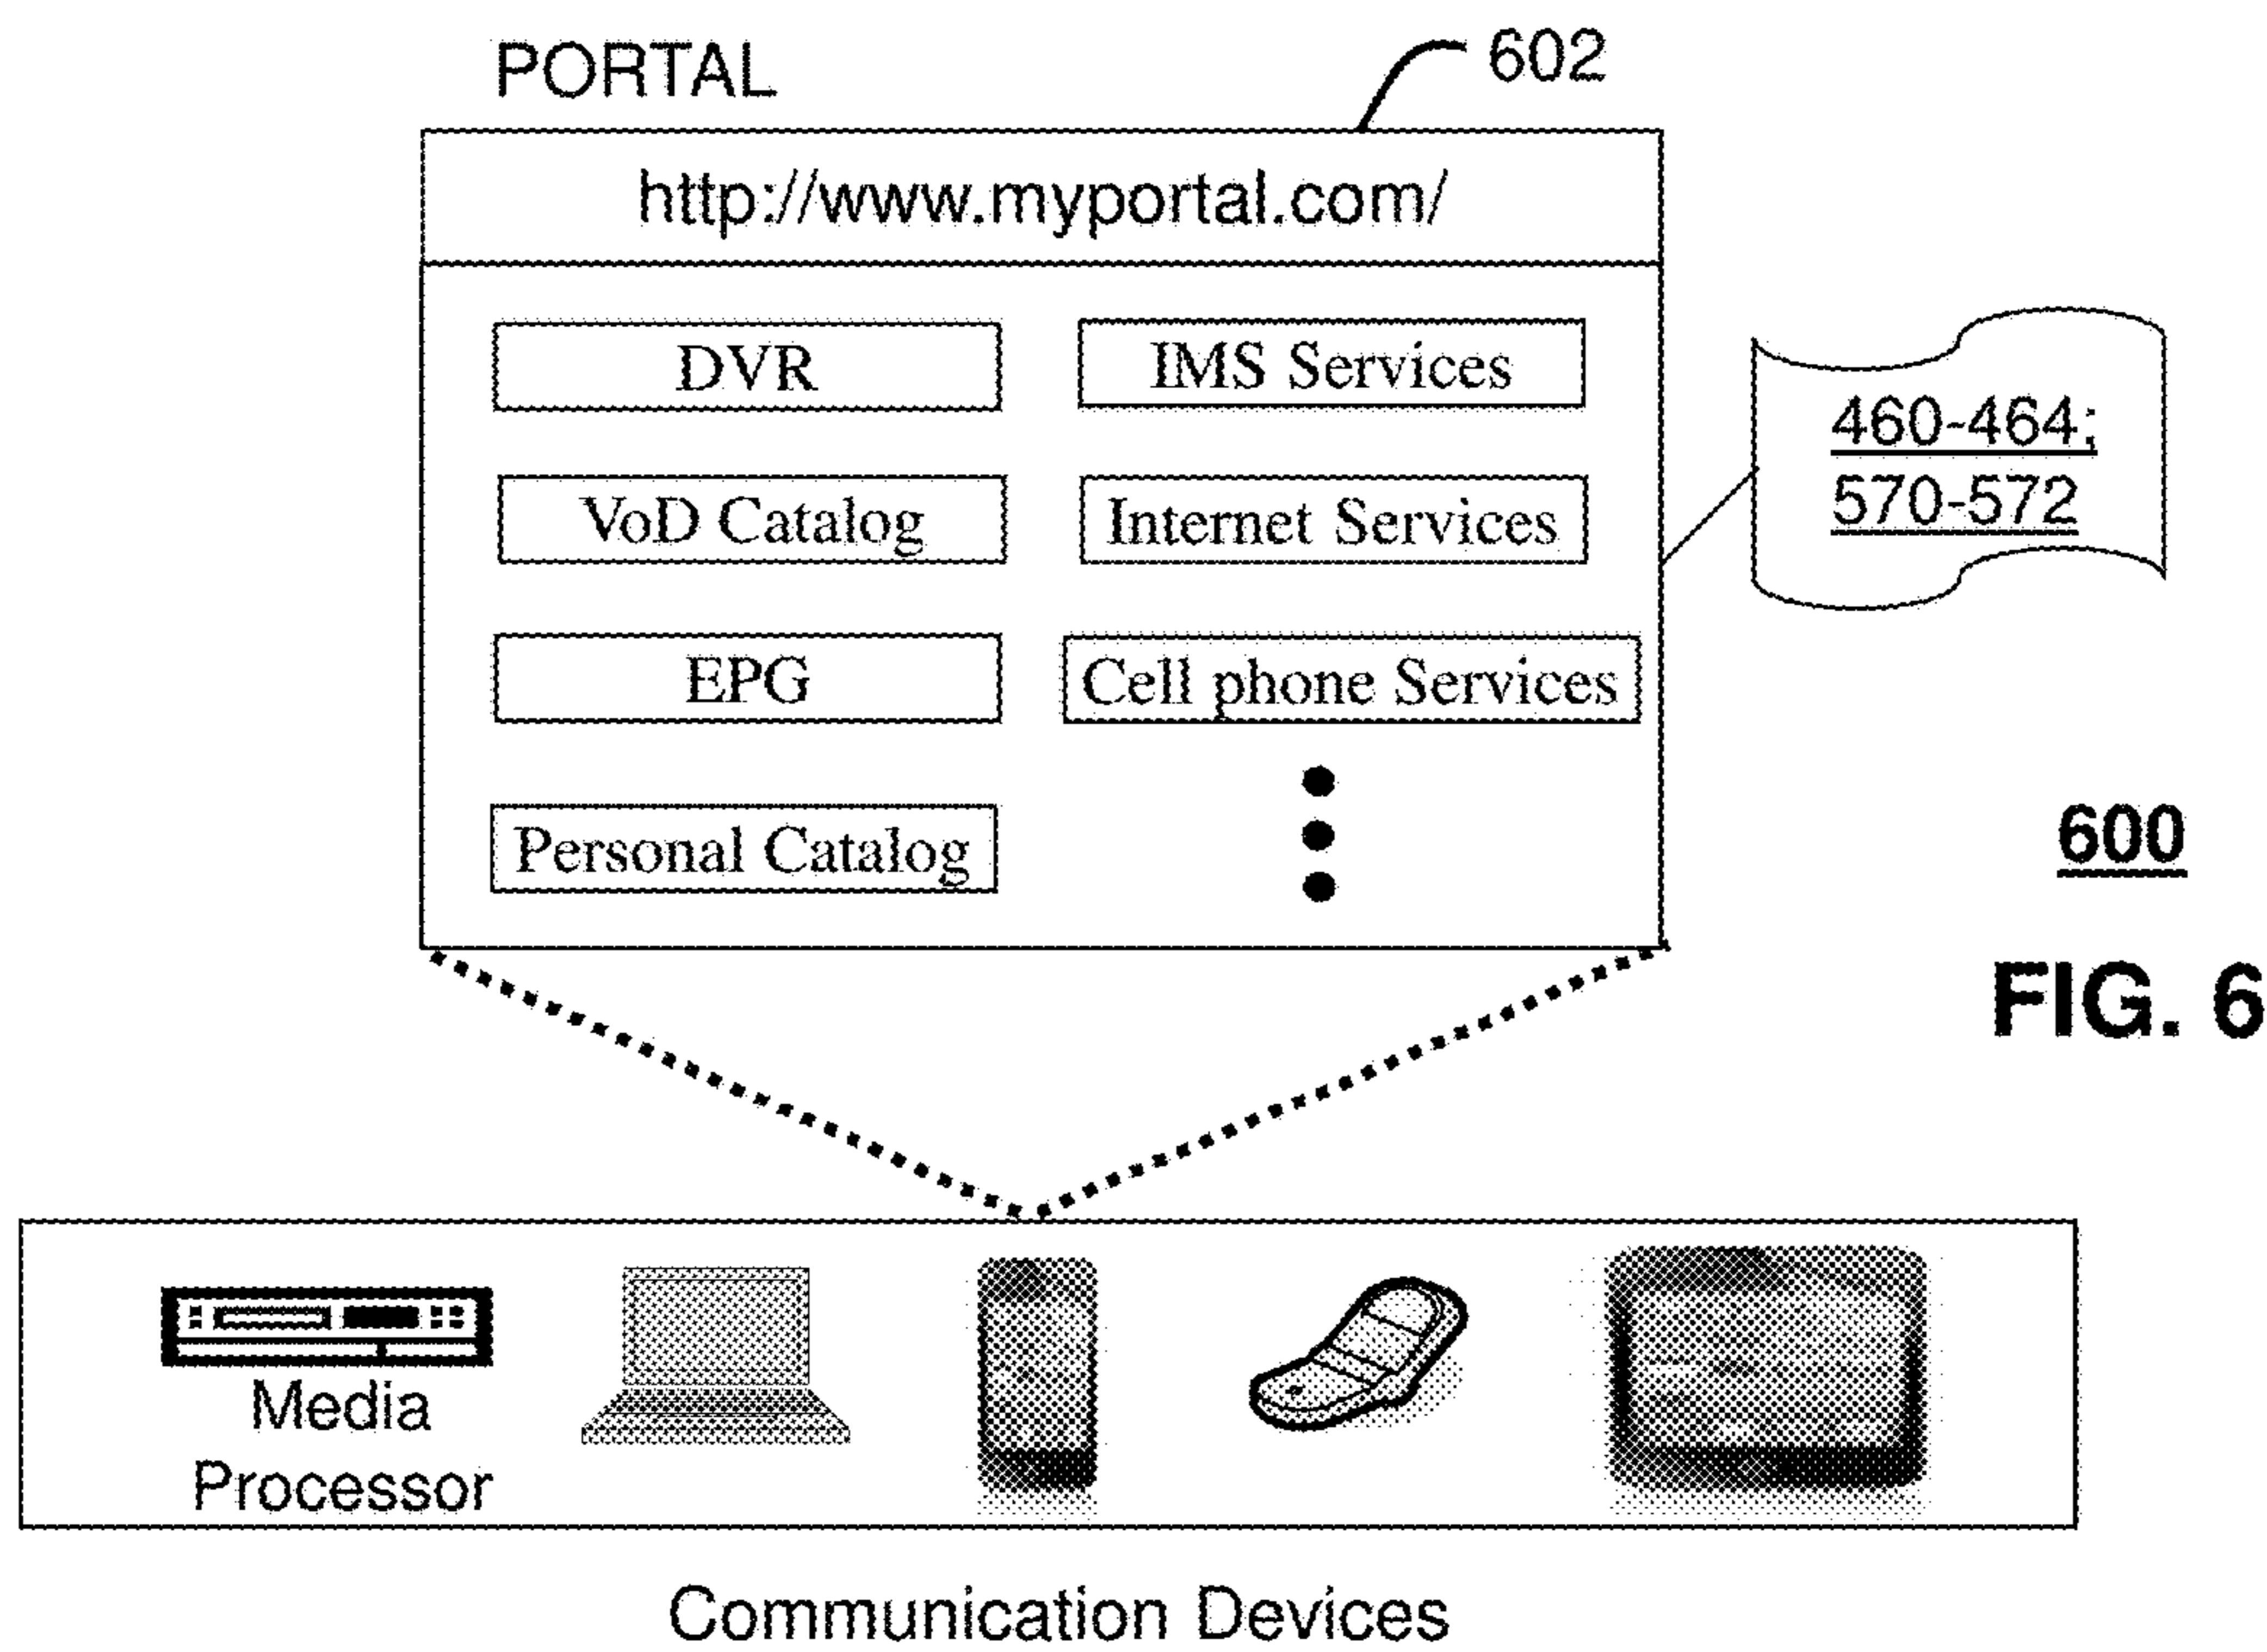 PORTAL
602
http://www.myportal.com/
DVR
IMS Services
VoD Catalog
Internet Services
EPG
Cell phone Services
Personal Catalog
460-464;
570-572
600
FIG. 6
Media
Processor
Communication Devices